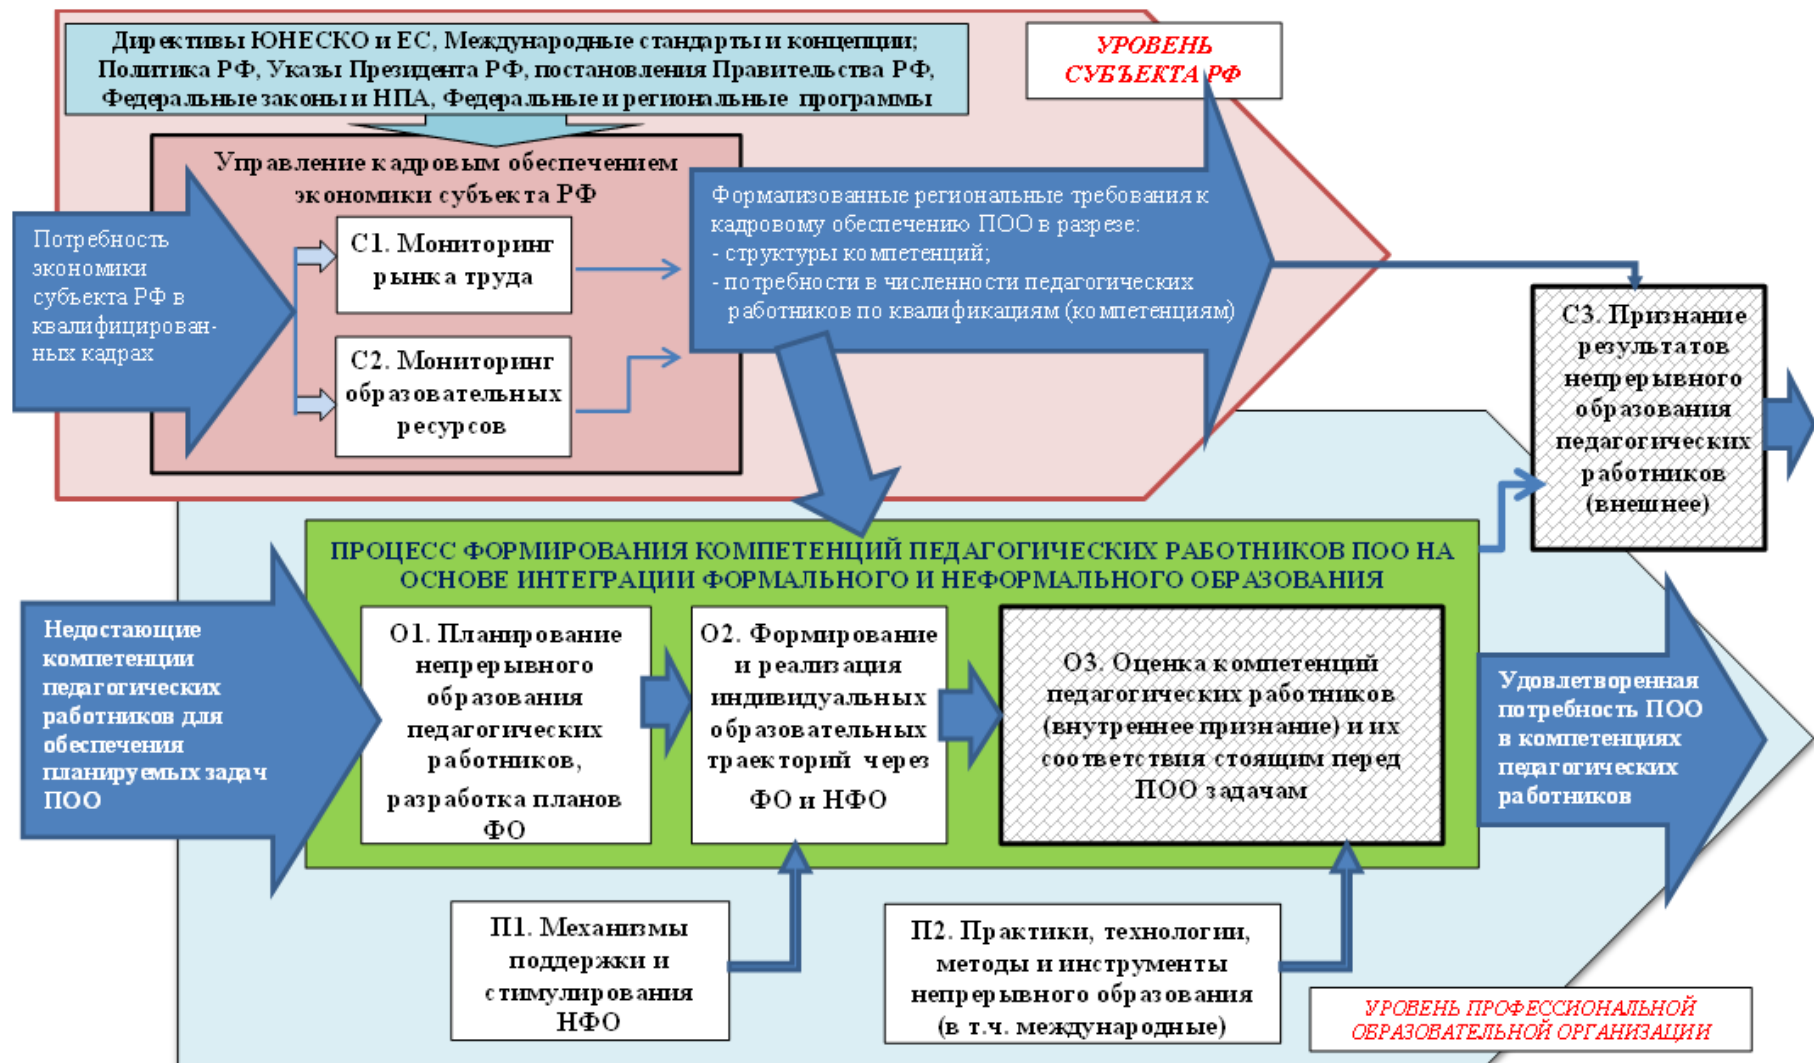 Директивы ЮНЕСКО и ЕС, Международные стандарты и концепции;
Политика РФ, Указы Президента РФ, постановления Правительства РФ,
Федеральные законы и НПА, Федеральные и региональные программы
УРОВЕНЬ
СУБЪЕКТА РФ
Управление кадровым обеспечением
экономики субъекта РФ
Потребность
экономики
субъекта РФ в
квалифицирован-
ных кадрах
С1. Мониторинг
рынка труда
С2. Мониторинг
образовательных
ресурсов
Формализованные региональные требования к
кадровому обеспечению ПОО в разрезе:
- структуры компетенций;
- потребности в численности педагогических
работников по квалификациям (компетенциям)
С3. Признание
результатов
непрерывного
образования
педагогических
работников
(внешнее)
ПРОЦЕСС ФОРМИРОВАНИЯ КОМПЕТЕНЦИЙ ПЕДАГОГИЧЕСКИХ РАБОТНИКОВ ПОО НА
ОСНОВЕ ИНТЕГРАЦИИ ФОРМАЛЬНОГО И НЕФОРМАЛЬНОГО ОБРАЗОВАНИЯ
Недостающие
компетенции
педагогических
работников для
обеспечения
планируемых задач
ПОО
О1. Планирование
непрерывного
образования
педагогических
работников,
разработка планов
ФО
О2. Формирование
и реализация
индивидуальных
образовательных
траекторий через
ФО и НФО
О3. Оценка компетенций
педагогических работников
(внутреннее признание) и их
соответствия стоящим перед
ПОО задачам
Удовлетворенная
потребность ПОО
в компетенциях
педагогических
работников
П1. Механизмы
поддержки и
стимулирования
НФО
П2. Практики, технологии,
методы и инструменты
непрерывного образования
(в т.ч. международные)
УРОВЕНЬ ПРОФЕССИОНАЛЬНОЙ
ОБРАЗОВАТЕЛЬНОЙ ОРГАНИЗАЦИИ